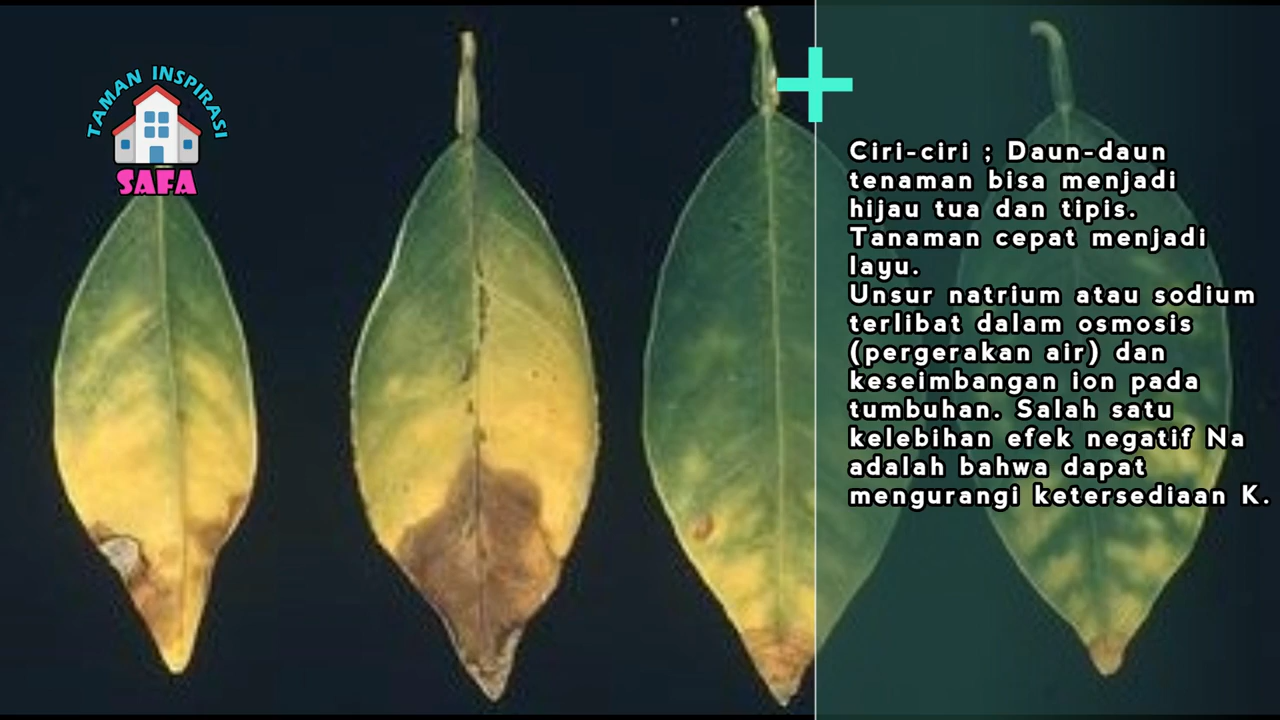 TAMAN INSPIRASI
SAFA
Ciri-ciri ; Daun-daun
tenaman bisa menjadi
hijau tua dan tipis.
Tanaman cepat menjadi
layu.
Unsur natrium atau sodium
terlibat dalam osmosis
(pergerakan air) dan
keseimbangan ion pada
tumbuhan. Salah satu
kelebihan efek negatif Na
adalah bahwa dapat
mengurangi ketersediaan K.